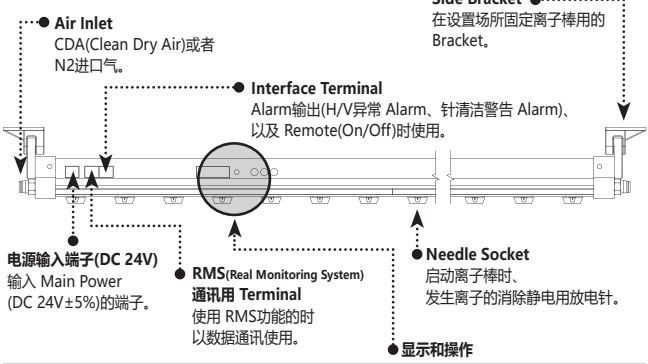 Side Bracket
在设置场所固定离子棒用的
Bracket。
Air Inlet
CDA(Clean Dry Air)或者
N2进口气。
Interface Terminal
Alarm输出(H/V异常 Alarm、针清洁警告 Alarm)、
以及 Remote(On/Off)时使用。
电源输入端子(DC 24V)
输入 Main Power
(DC 24V±5%)的端子。
RMS(Real Monitoring System)
通讯用 Terminal
使用 RMS功能的时
以数据通讯使用。
Needle Socket
启动离子棒时、
发生离子的消除静电用放电针。
显示和操作